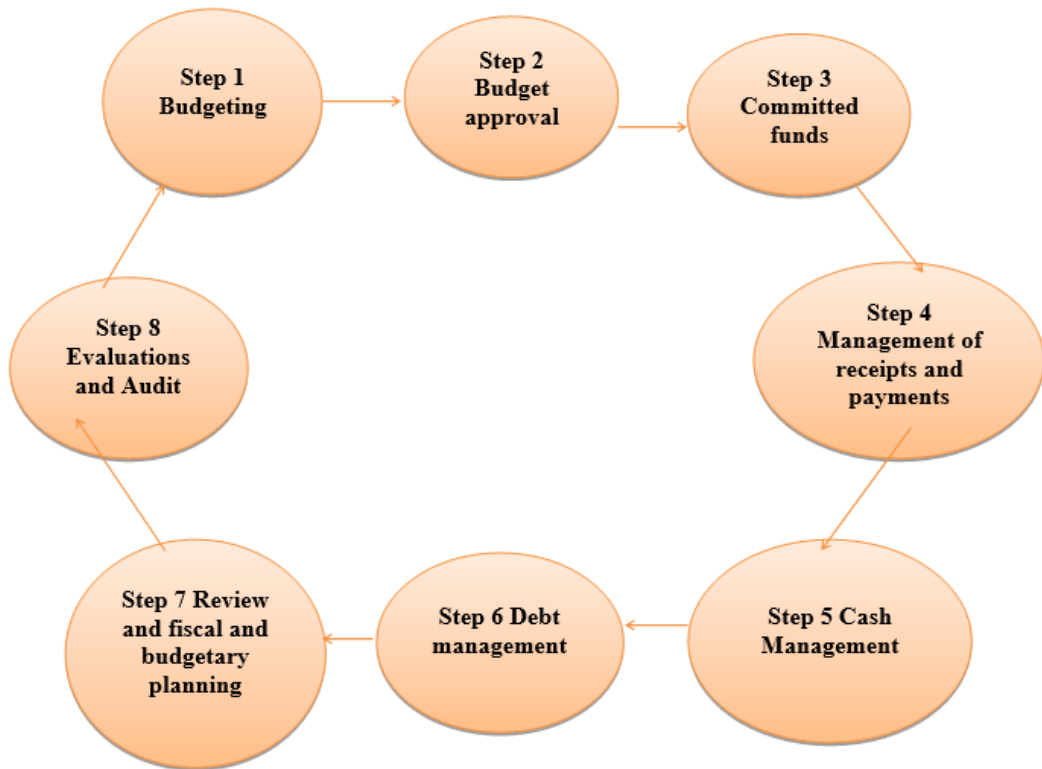 Step 1
Budgeting
Step 2
Budget
approval
Step 3
Committed
funds
Step 4
Management of
receipts and
payments
Step 5 Cash
Management
Step 6 Debt
management
Step 7 Review
and fiscal and
budgetary
planning
Step 8
Evaluations
and Audit